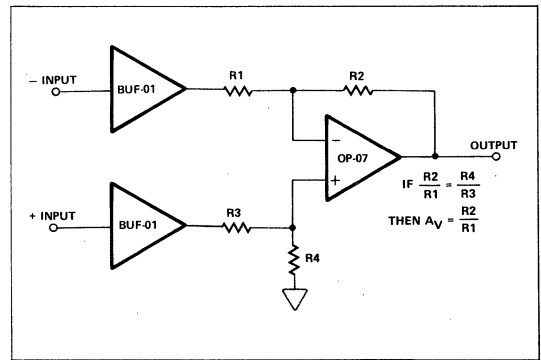 R1
R2
– INPUT
BUF-01
OP-07
–
+
OUTPUT
IF R2/R1 = R4/R3
THEN AV = R2/R1
+ INPUT
BUF-01
R3
R4